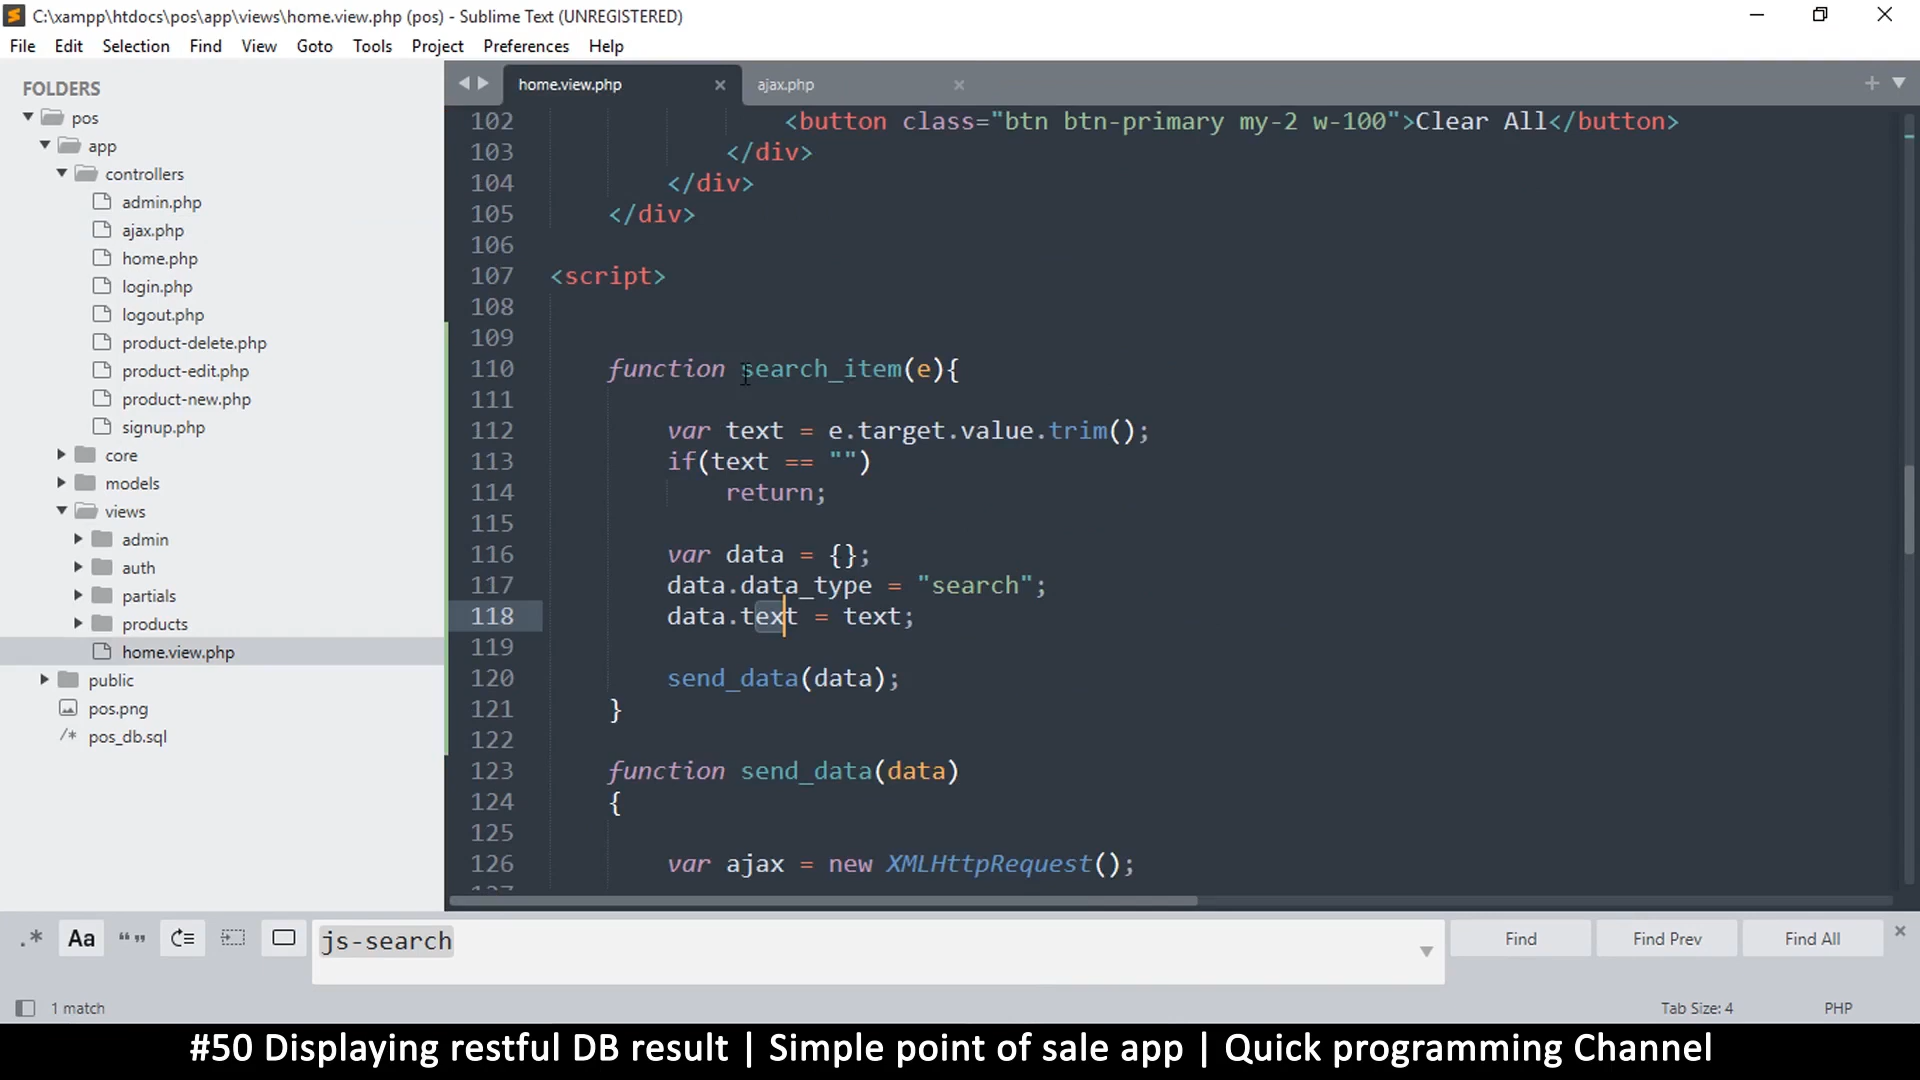 C:\xampp\htdocs\pos\app\views\home.view.php (pos) - Sublime Text (UNREGISTERED)
File Edit Selection Find View Goto Tools Project Preferences Help
FOLDERS
pos
app
controllers
admin.php
ajax.php
home.php
login.php
logout.php
product-delete.php
product-edit.php
product-new.php
signup.php
core
models
views
admin
auth
partials
products
home.view.php
public
pos.png
/* pos_db.sql
home.view.php ajax.php
102 <button class="btn btn-primary my-2 w-100">Clear All</button>
103 </div>
104 </div>
105 </div>
106
107 <script>
108
109
110 function search_item(e){
111
112 var text = e.target.value.trim();
113 if(text == "")
114 return;
115
116 var data = {};
117 data.data_type = "search";
118 data.text = text;
119
120 send_data(data);
121 }
122
123 function send_data(data)
124 {
125
126 var ajax = new XMLHttpRequest();
.* Aa “” js-search Find Find Prev Find All
1 match Tab Size: 4 PHP
#50 Displaying restful DB result | Simple point of sale app | Quick programming Channel